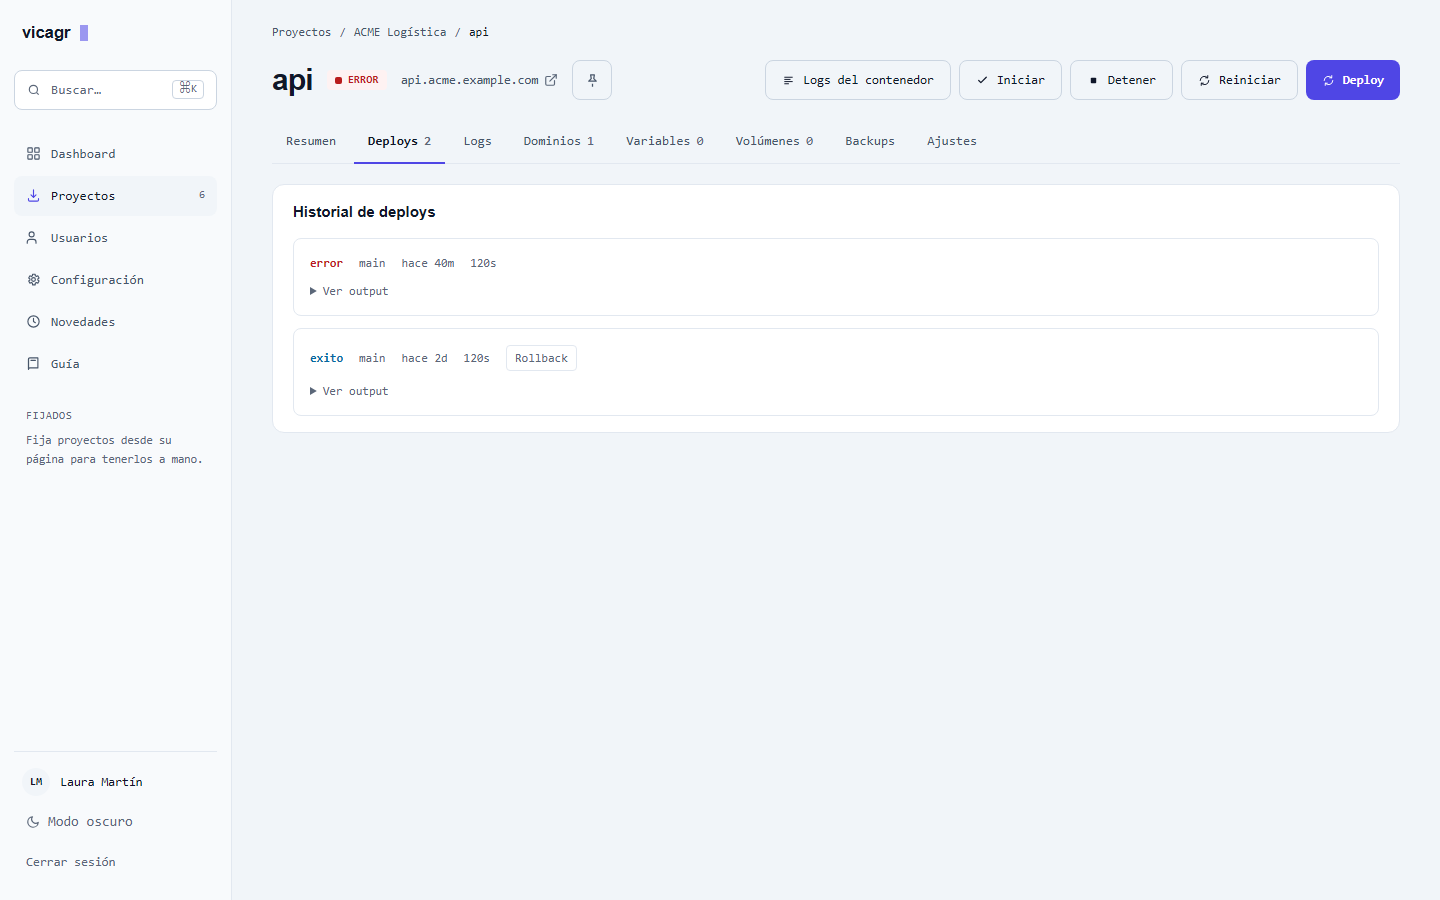 vicagr
Buscar…
⌘K
Dashboard
Proyectos 6
Usuarios
Configuración
Novedades
Guía
FIJADOS
Fija proyectos desde su
página para tenerlos a mano.
LM Laura Martín
Modo oscuro
Cerrar sesión
Proyectos / ACME Logística / api
api ERROR api.acme.example.com Logs del contenedor Iniciar Detener Reiniciar Deploy
Resumen Deploys 2 Logs Dominios 1 Variables 0 Volúmenes 0 Backups Ajustes
Historial de deploys
error main hace 40m 120s
Ver output
exito main hace 2d 120s Rollback
Ver output